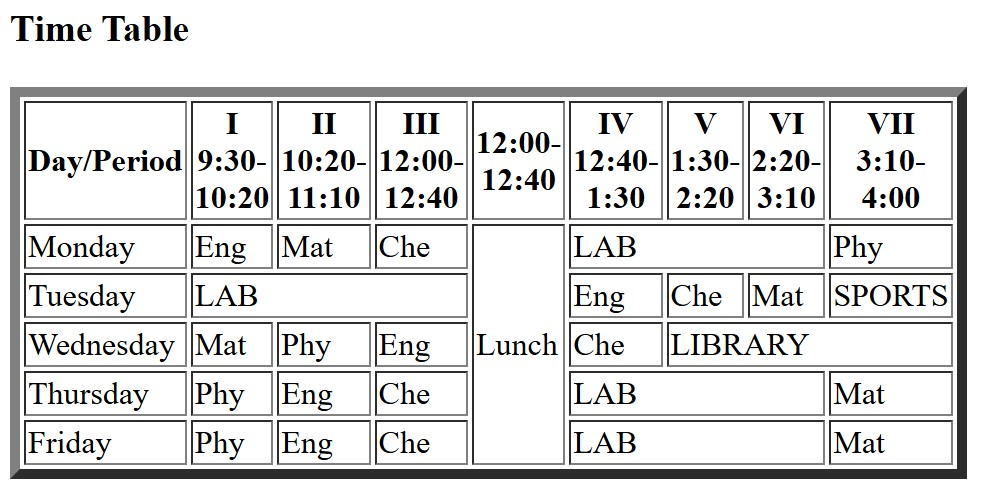 Time Table
Day/Period I 9:30-10:20 II 10:20-11:10 III 12:00-12:40 12:00-12:40 IV 12:40-1:30 V 1:30-2:20 VI 2:20-3:10 VII 3:10-4:00
Monday Eng Mat Che Lunch LAB Phy
Tuesday LAB Eng Che Mat SPORTS
Wednesday Mat Phy Eng Che LIBRARY
Thursday Phy Eng Che LAB Mat
Friday Phy Eng Che LAB Mat